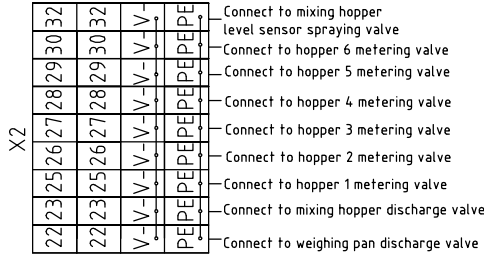 X2
32 32 V- PE Connect to mixing hopper
level sensor spraying valve
30 30 V- PE Connect to hopper 6 metering valve
29 29 V- PE Connect to hopper 5 metering valve
28 28 V- PE Connect to hopper 4 metering valve
27 27 V- PE Connect to hopper 3 metering valve
26 26 V- PE Connect to hopper 2 metering valve
25 25 V- PE Connect to hopper 1 metering valve
23 23 V- PE Connect to mixing hopper discharge valve
22 22 V- PE Connect to weighing pan discharge valve